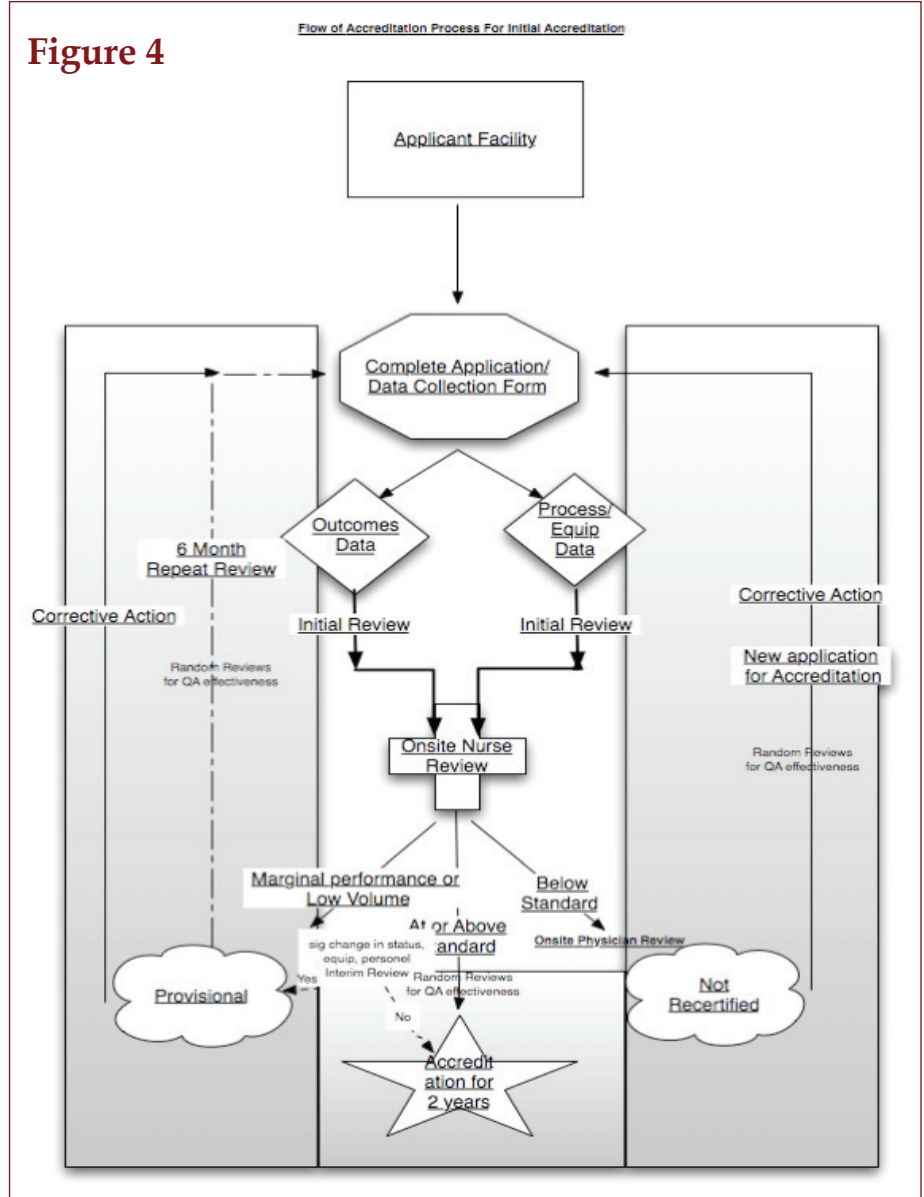 Flow of Accreditation Process For Initial Accreditation
Figure 4
Applicant Facility
Complete Application/
Data Collection Form
Outcomes
Data
Process/
Equip
Data
6 Month
Repeat Review
Corrective Action
Initial Review
Initial Review
Corrective Action
New application
for Accreditation
Random Reviews
for QA effectiveness
Onsite Nurse
Review
Random Reviews
for QA effectiveness
Marginal performance or
Low Volume
Below
Standard
At or Above
tandard
Onsite Physician Review
sig change in status,
equip, personel
Interim Review
Yes
Random Reviews
for QA effectiveness
No
Provisional
Not
Recertified
Accredit
ation for
2 years